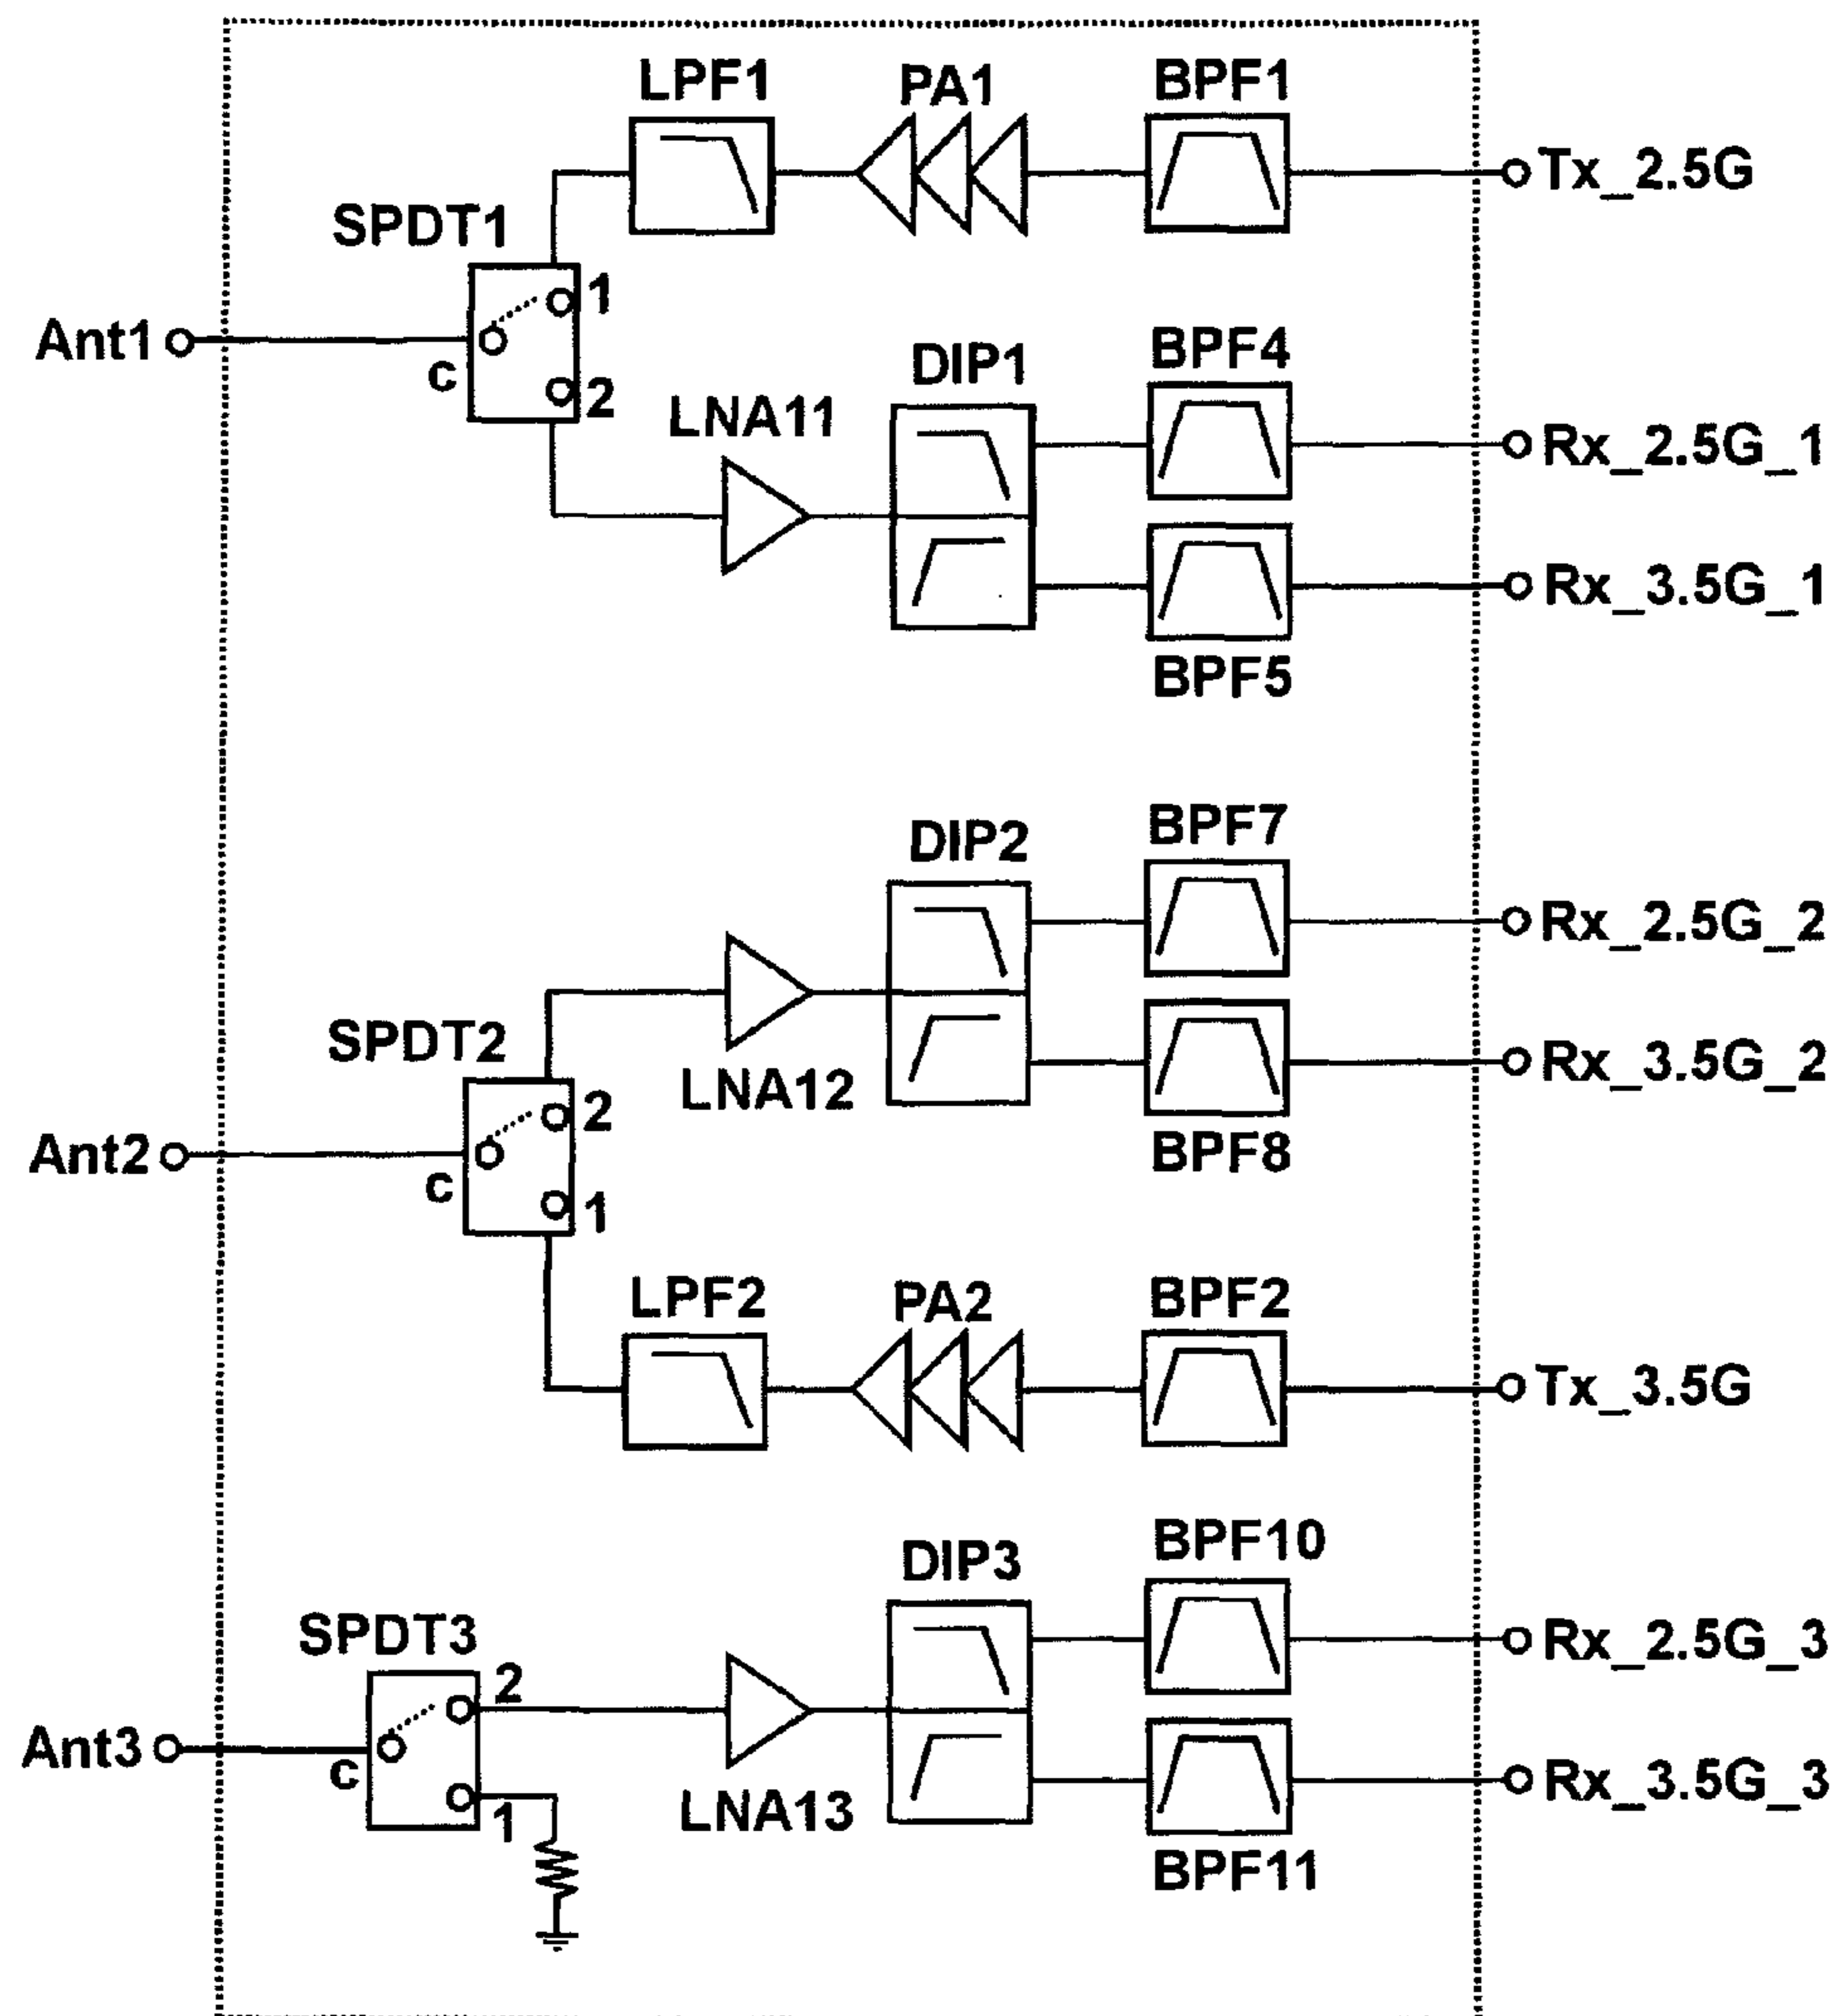 LPF1 PA1 BPF1
Tx_2.5G
SPDT1
1
Ant1
c
2
DIP1 BPF4
LNA11
Rx_2.5G_1
Rx_3.5G_1
BPF5
DIP2 BPF7
Rx_2.5G_2
SPDT2
LNA12
Rx_3.5G_2
2
Ant2
BPF8
c
1
LPF2 PA2 BPF2
Tx_3.5G
DIP3 BPF10
SPDT3
Rx_2.5G_3
2
Ant3
c
1
LNA13
Rx_3.5G_3
BPF11